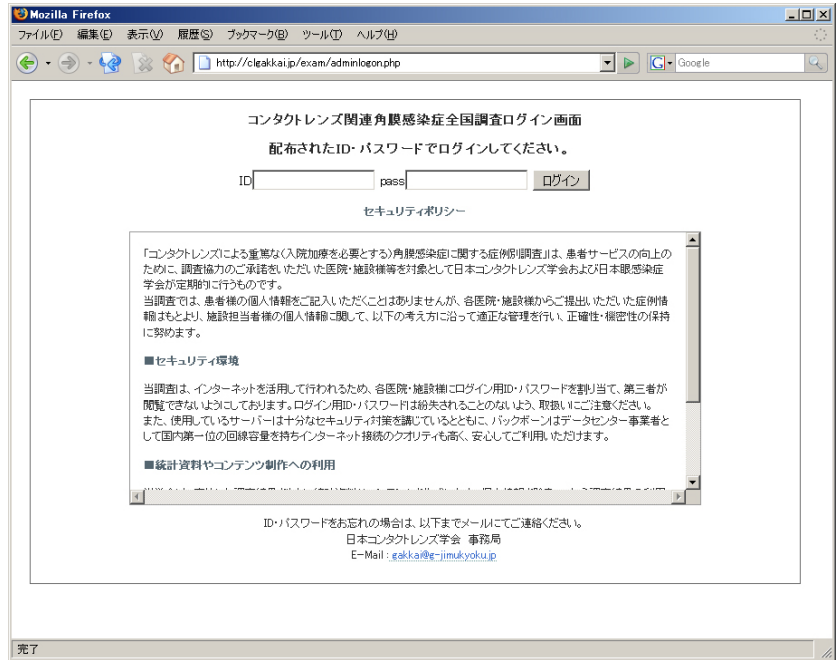 Mozilla Firefox
ファイル(F) 編集(E) 表示(V) 履歴(S) ブックマーク(B) ツール(T) ヘルプ(H)
http://clgakkai.jp/exam/adminlogon.php
Google
コンタクトレンズ関連角膜感染症全国調査ログイン画面
配布されたID・パスワードでログインしてください。
ID pass ログイン
セキュリティポリシー
「コンタクトレンズによる重篤な(入院加療を必要とする)角膜感染症に関する症例別調査」は、患者サービスの向上の
ために、調査協力のご承諾をいただいた医院・施設様等を対象として日本コンタクトレンズ学会および日本眼感染症
学会が定期的に行うものです。
当調査では、患者様の個人情報をご記入いただくことはありませんが、各医院・施設様からご提出いただいた症例情
報はもとより、施設担当者様の個人情報に関して、以下の考え方に沿って適正な管理を行い、正確性・機密性の保持
に努めます。
■セキュリティ環境
当調査は、インターネットを活用して行われるため、各医院・施設様にログイン用ID・パスワードを割り当て、第三者が
閲覧できないようにしております。ログイン用ID・パスワードは紛失されることのないよう、取扱いにご注意ください。
また、使用しているサーバーは十分なセキュリティ対策を講じているとともに、バックボーンはデータセンター事業者と
して国内第一位の回線容量を持ちインターネット接続のクオリティも高く、安心してご利用いただけます。
■統計資料やコンテンツ制作への利用
ID・パスワードをお忘れの場合は、以下までメールにてご連絡ください。
日本コンタクトレンズ学会 事務局
E-Mail：gakkai@g-jimukyoku.jp
完了